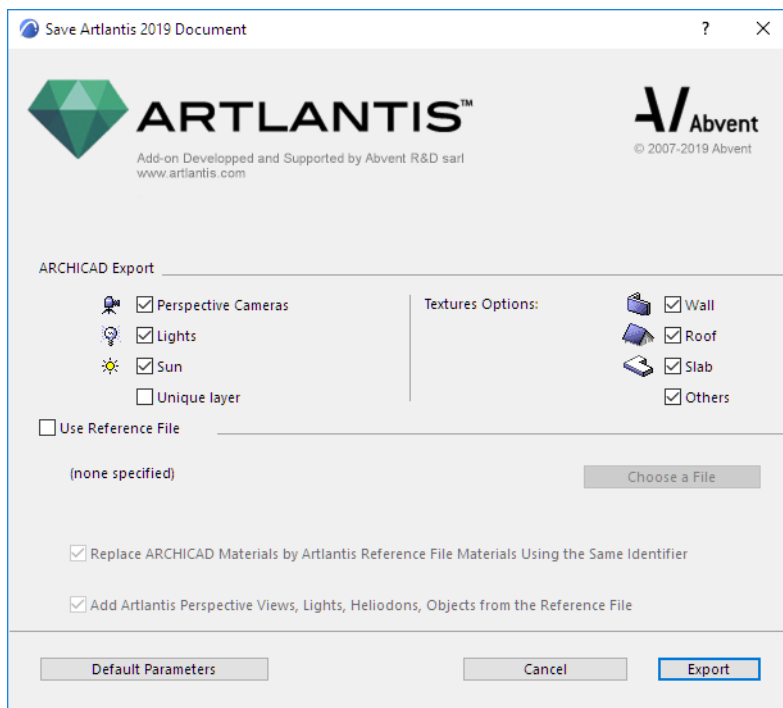 Save Artlantis 2019 Document
ARTLANTIS™
Abvent
Add-on Developped and Supported by Abvent R&D sarl
© 2007-2019 Abvent
www.artlantis.com
ARCHICAD Export
Perspective Cameras
Lights
Sun
Unique layer
Textures Options:
Wall
Roof
Slab
Others
Use Reference File
(none specified)
Choose a File
Replace ARCHICAD Materials by Artlantis Reference File Materials Using the Same Identifier
Add Artlantis Perspective Views, Lights, Heliodons, Objects from the Reference File
Default Parameters
Cancel
Export